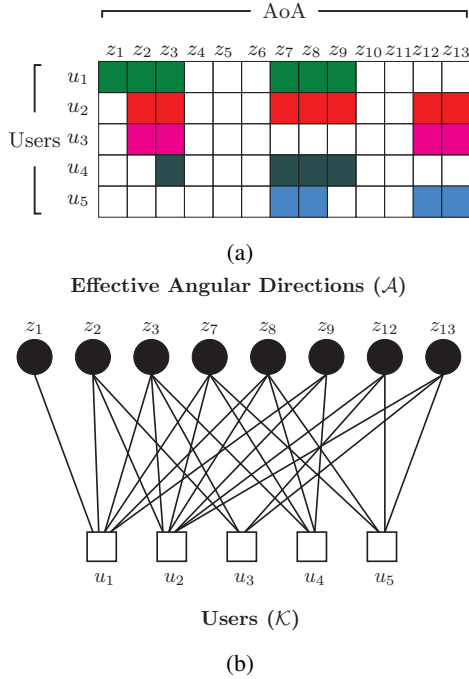 AoA
z1 z2 z3 z4 z5 z6 z7 z8 z9 z10 z11 z12 z13
u1
u2
Users u3
u4
u5
(a)
Effective Angular Directions (𝒜)
z1 z2 z3 z7 z8 z9 z12 z13
u1 u2 u3 u4 u5
Users (𝒦)
(b)